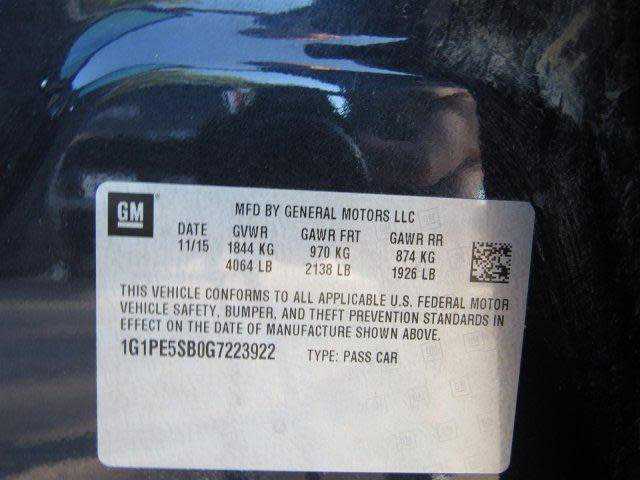 GM
MFD BY GENERAL MOTORS LLC
DATE GVWR GAWR FRT GAWR RR
11/15 1844 KG 970 KG 874 KG
4064 LB 2138 LB 1926 LB
THIS VEHICLE CONFORMS TO ALL APPLICABLE U.S. FEDERAL MOTOR
VEHICLE SAFETY, BUMPER, AND THEFT PREVENTION STANDARDS IN
EFFECT ON THE DATE OF MANUFACTURE SHOWN ABOVE.
1G1PE5SB0G7223922 TYPE: PASS CAR